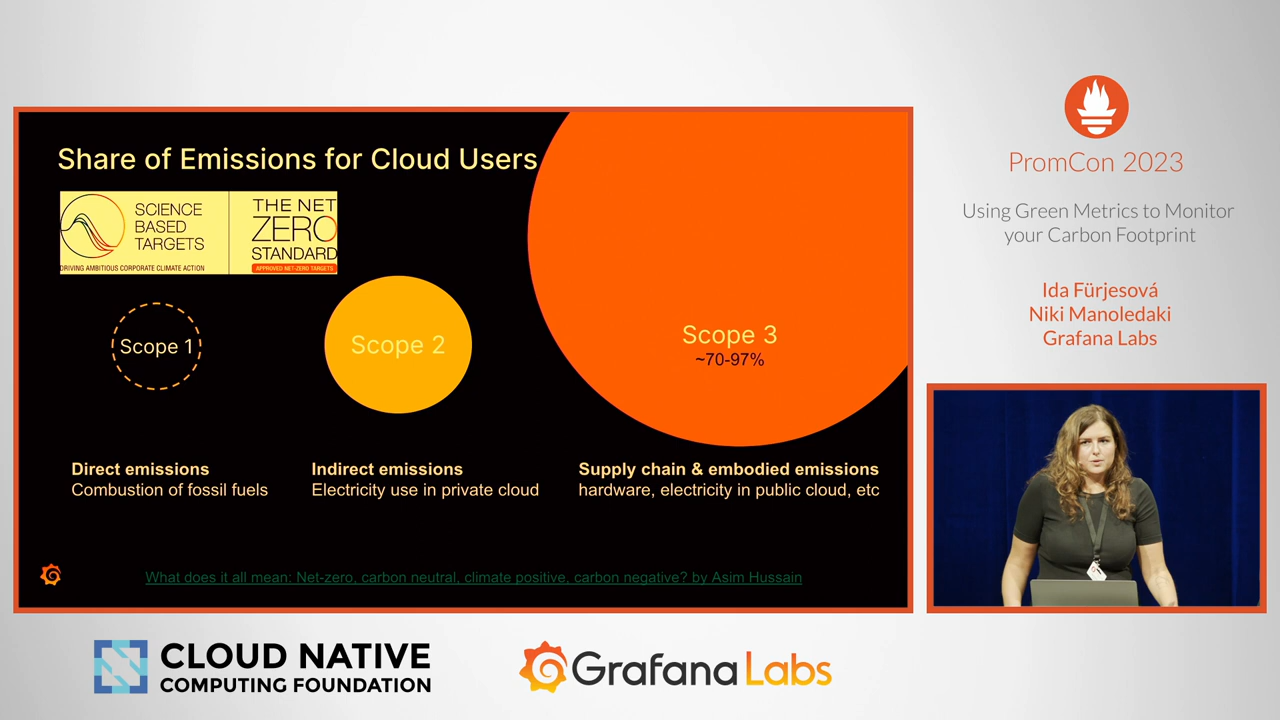 Share of Emissions for Cloud Users
SCIENCE
BASED
TARGETS
DRIVING AMBITIOUS CORPORATE CLIMATE ACTION
THE NET
ZERO
STANDARD
APPROVED NET-ZERO TARGETS
Scope 1
Scope 2
Scope 3
~70-97%
Direct emissions
Combustion of fossil fuels
Indirect emissions
Electricity use in private cloud
Supply chain & embodied emissions
hardware, electricity in public cloud, etc
What does it all mean: Net-zero, carbon neutral, climate positive, carbon negative? by Asim Hussain
PromCon 2023
Using Green Metrics to Monitor
your Carbon Footprint
Ida Fürjesová
Niki Manoledaki
Grafana Labs
CLOUD NATIVE
COMPUTING FOUNDATION
Grafana Labs